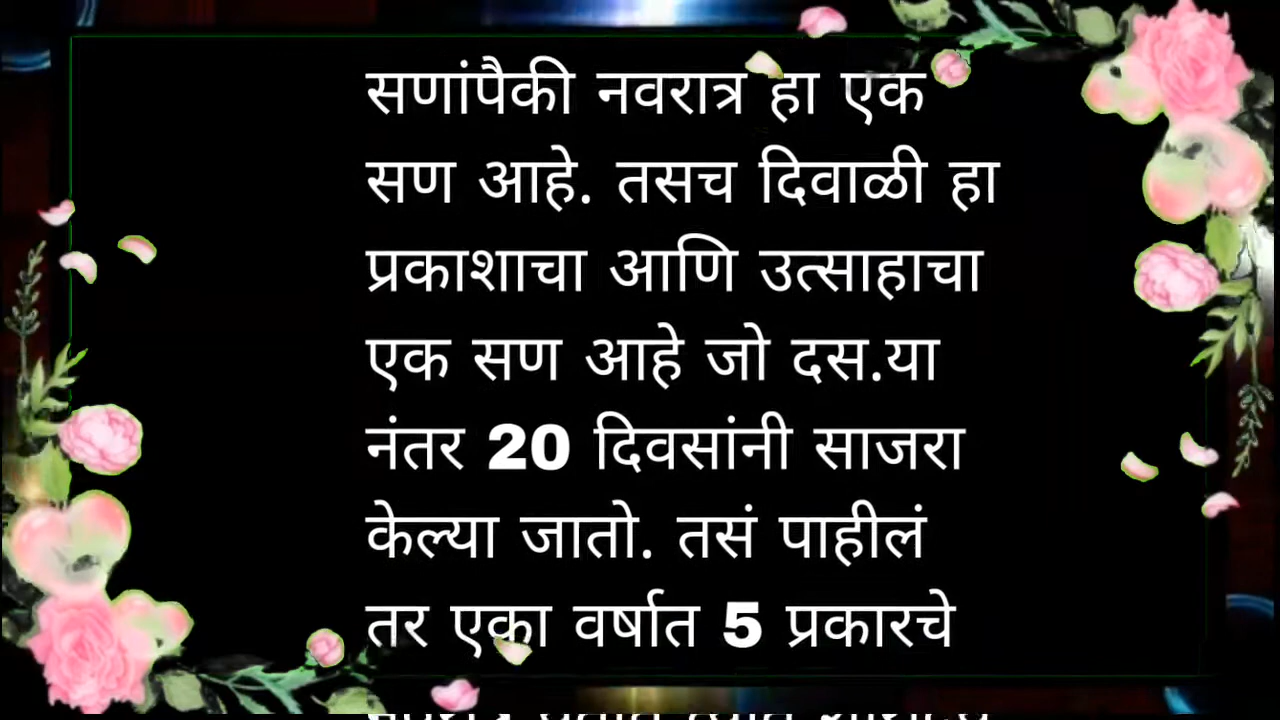 सणांपैकी नवरात्र हा एक
सण आहे. तसच दिवाळी हा
प्रकाशाचा आणि उत्साहाचा
एक सण आहे जो दस.या
नंतर 20 दिवसांनी साजरा
केल्या जातो. तसं पाहीलं
तर एका वर्षात 5 प्रकारचे